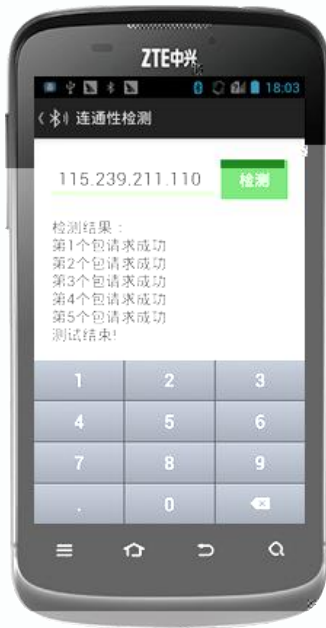 ZTE中兴
18:03
连通性检测
115.239.211.110 检测
检测结果：
第1个包请求成功
第2个包请求成功
第3个包请求成功
第4个包请求成功
第5个包请求成功
测试结束!
1 2 3
4 5 6
7 8 9
. 0